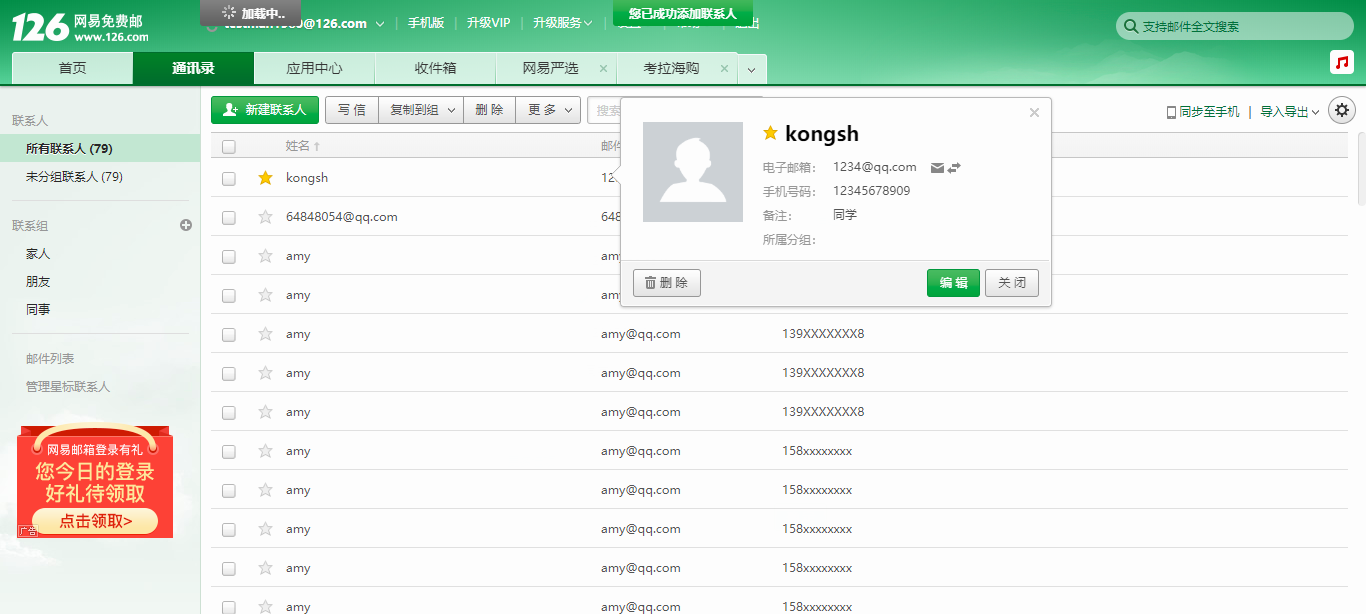 126 网易免费邮
www.126.com
加载中..
@126.com 手机版 升级VIP 升级服务
您已成功添加联系人
支持邮件全文搜索
首页 通讯录 应用中心 收件箱 网易严选 × 考拉海购 ×
新建联系人 写 信 复制到组 删 除 更 多 搜索
同步至手机 | 导入导出
联系人
所有联系人 (79)
未分组联系人 (79)
联系组
家人
朋友
同事
邮件列表
管理星标联系人
网易邮箱登录有礼
您今日的登录
好礼待领取
点击领取>
广告
姓名↑ 邮件
kongsh 12
64848054@qq.com 648
amy amy
amy amy
amy amy@qq.com 139XXXXXXX8
amy amy@qq.com 139XXXXXXX8
amy amy@qq.com 139XXXXXXX8
amy amy@qq.com 158xxxxxxxx
amy amy@qq.com 158xxxxxxxx
amy amy@qq.com 158xxxxxxxx
amy amy@qq.com 158xxxxxxxx
amy amy@qq.com 158xxxxxxxx
kongsh
电子邮箱： 1234@qq.com
手机号码： 12345678909
备注： 同学
所属分组：
删 除 编 辑 关 闭